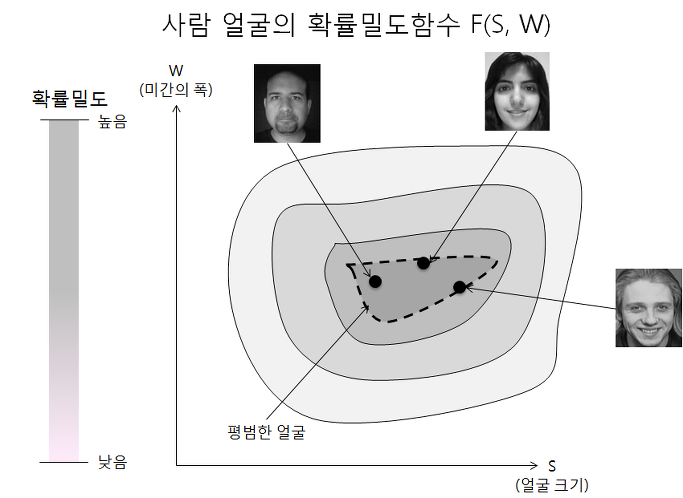 사람 얼굴의 확률밀도함수 F(S, W)
확률밀도
높음
낮음
W
(미간의 폭)
평범한 얼굴
S
(얼굴 크기)